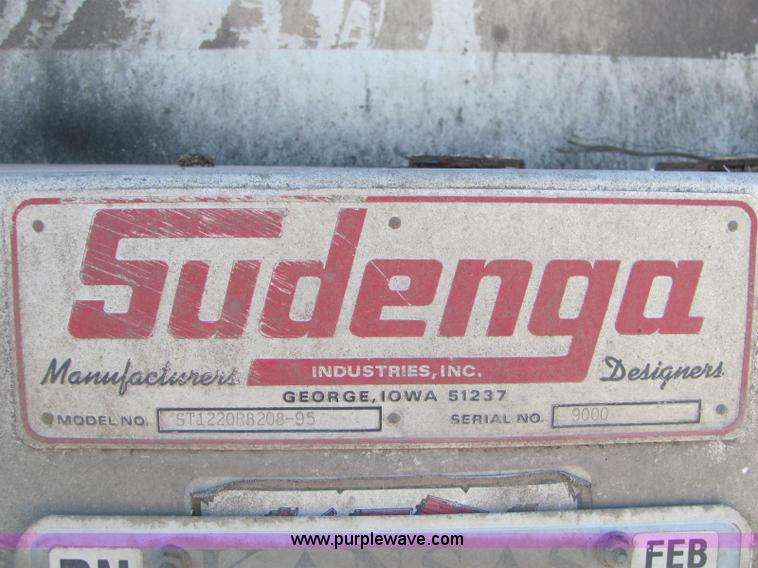 Sudenga
Manufacturers INDUSTRIES, INC. Designers
GEORGE, IOWA 51237
MODEL NO. ST1220R8208-95 SERIAL NO. 9000
www.purplewave.com
KANSAS FEB